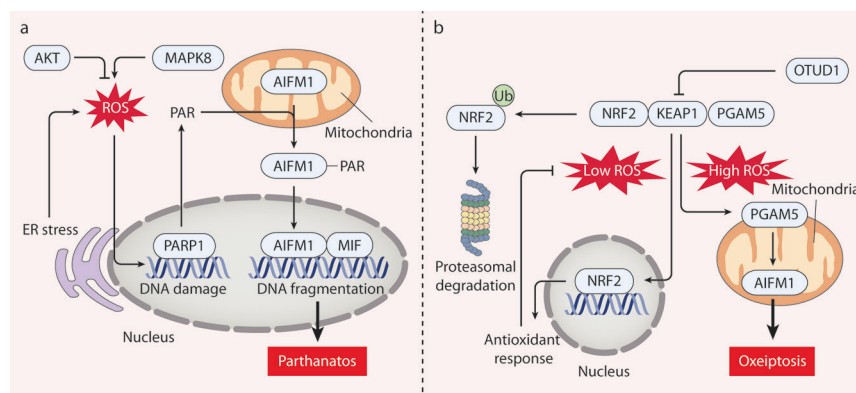 a
AKT
MAPK8
ROS
PAR
AIFM1
Mitochondria
AIFM1
PAR
ER stress
PARP1
DNA damage
AIFM1
MIF
DNA fragmentation
Nucleus
Parthanatos
b
OTUD1
Ub
NRF2
NRF2
KEAP1
PGAM5
Low ROS
High ROS
Mitochondria
PGAM5
AIFM1
Proteasomal
degradation
NRF2
Antioxidant
response
Nucleus
Oxeiptosis